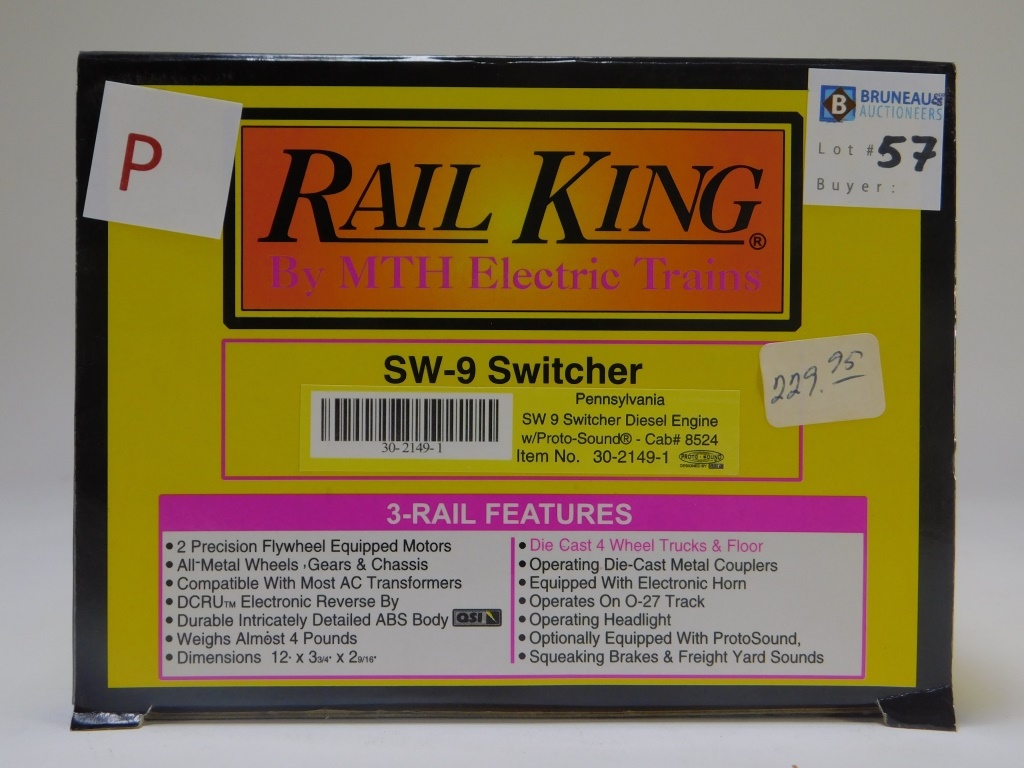 P
B BRUNEAU&CO
AUCTIONEERS
Lot #57
Buyer:
RAIL KING®
By MTH Electric Trains
SW-9 Switcher
229.95
30-2149-1
Pennsylvania
SW 9 Switcher Diesel Engine
w/Proto-Sound® - Cab# 8524
Item No. 30-2149-1
PROTO-SOUND
3-RAIL FEATURES
• 2 Precision Flywheel Equipped Motors
• All-Metal Wheels, Gears & Chassis
• Compatible With Most AC Transformers
• DCRU™ Electronic Reverse By
• Durable Intricately Detailed ABS Body QSI
• Weighs Almost 4 Pounds
• Dimensions 12" x 3 3/4" x 2 9/16"
• Die Cast 4 Wheel Trucks & Floor
• Operating Die-Cast Metal Couplers
• Equipped With Electronic Horn
• Operates On O-27 Track
• Operating Headlight
• Optionally Equipped With ProtoSound,
• Squeaking Brakes & Freight Yard Sounds